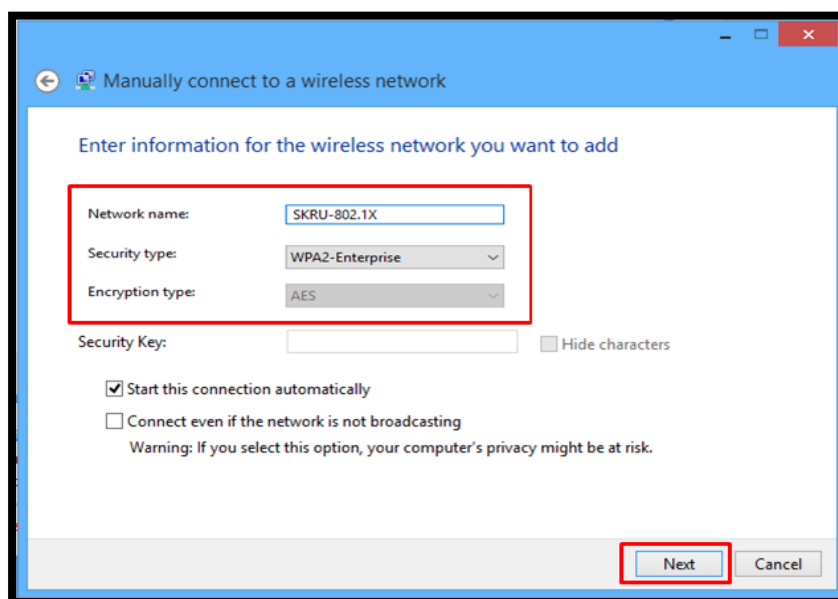 Manually connect to a wireless network
Enter information for the wireless network you want to add
Network name: SKRU-802.1X
Security type: WPA2-Enterprise
Encryption type: AES
Security Key: Hide characters
Start this connection automatically
Connect even if the network is not broadcasting
Warning: If you select this option, your computer's privacy might be at risk.
Next Cancel